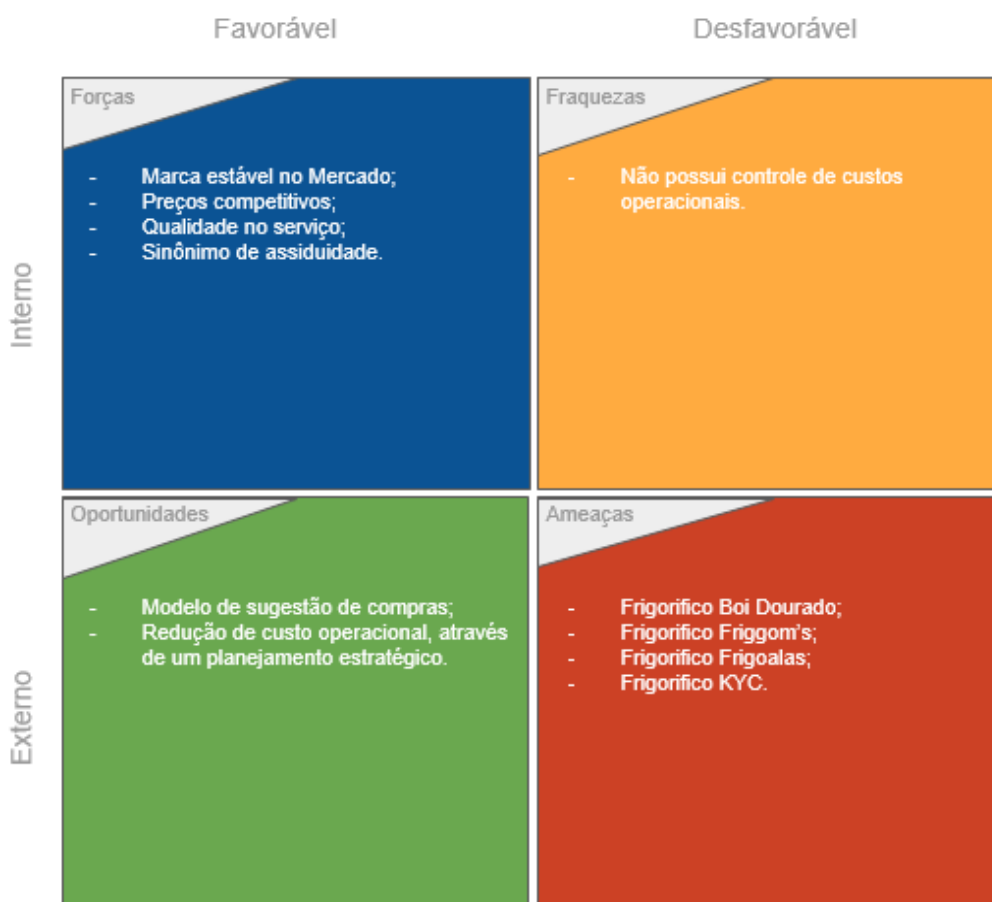 Favorável
Desfavorável
Interno
Forças
- Marca estável no Mercado;
- Preços competitivos;
- Qualidade no serviço;
- Sinônimo de assiduidade.
Fraquezas
- Não possui controle de custos
operacionais.
Externo
Oportunidades
- Modelo de sugestão de compras;
- Redução de custo operacional, através
de um planejamento estratégico.
Ameaças
- Frigorifico Boi Dourado;
- Frigorifico Friggom's;
- Frigorifico Frigoalas;
- Frigorifico KYC.